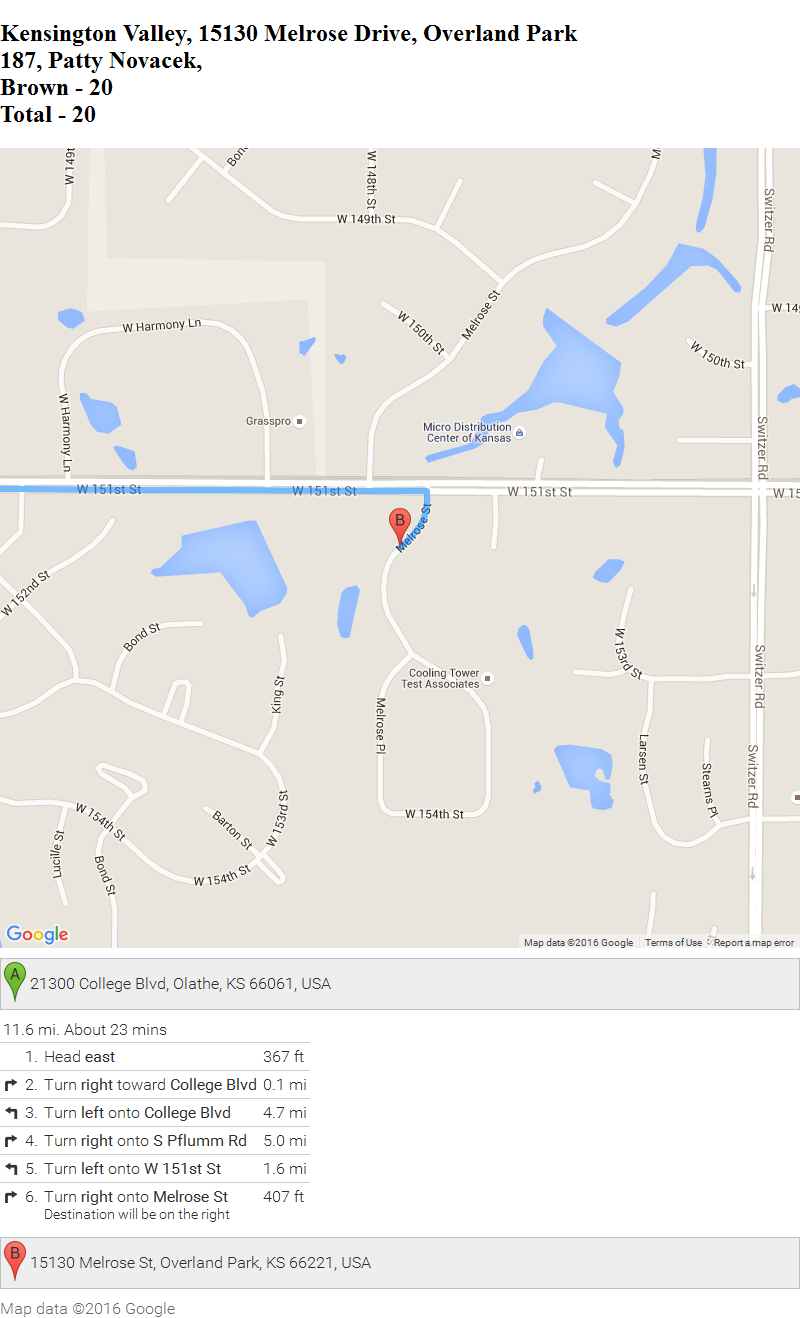 Kensington Valley, 15130 Melrose Drive, Overland Park
187, Patty Novacek,
Brown - 20
Total - 20
W 149t
Bond
W 148th St
M
Switzer Rd
W 149th St
W 149
W Harmony Ln
W 150th St
Melrose St
W 150th St
W Harmony Ln
Grasspro
Micro Distribution
Center of Kansas
Switzer Rd
W 151st St
W 151st St
W 151st St
W 15
B
Melrose St
W 152nd St
Bond St
W 153rd St
Cooling Tower
Test Associates
King St
Melrose Pl
Switzer Rd
Larsen St
Stearns Pl
Switzer Rd
W 154th St
Barton St
W 153rd St
W 154th St
Lucille St
Bond St
W 154th St
Google
Map data ©2016 Google
Terms of Use
Report a map error
A
21300 College Blvd, Olathe, KS 66061, USA
11.6 mi. About 23 mins
1. Head east 367 ft
2. Turn right toward College Blvd 0.1 mi
3. Turn left onto College Blvd 4.7 mi
4. Turn right onto S Pflumm Rd 5.0 mi
5. Turn left onto W 151st St 1.6 mi
6. Turn right onto Melrose St 407 ft
Destination will be on the right
B
15130 Melrose St, Overland Park, KS 66221, USA
Map data ©2016 Google